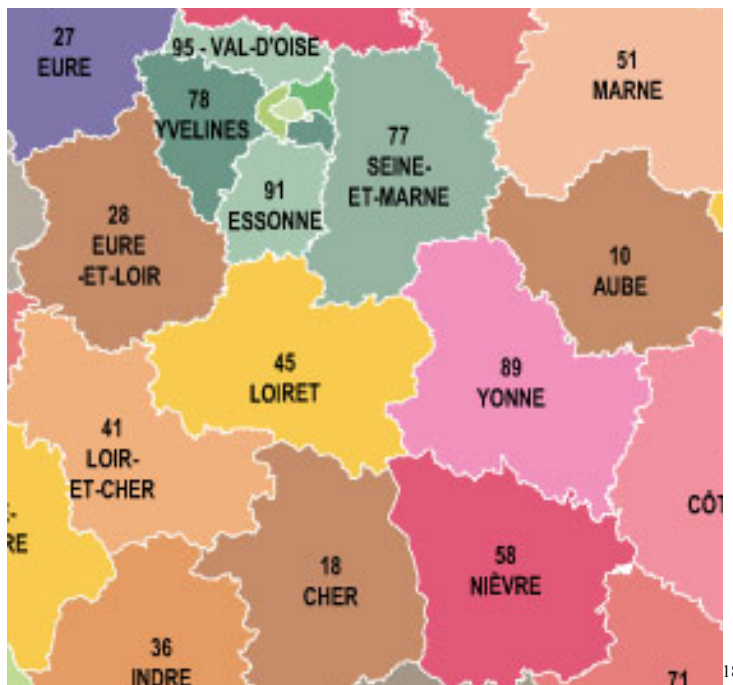 27
EURE
95 - VAL-D'OISE
51
MARNE
78
YVELINES
77
SEINE-
ET-MARNE
91
ESSONNE
28
EURE
-ET-LOIR
10
AUBE
45
LOIRET
89
YONNE
41
LOIR-
ET-CHER
18
CHER
58
NIÈVRE
36
INDRE
71